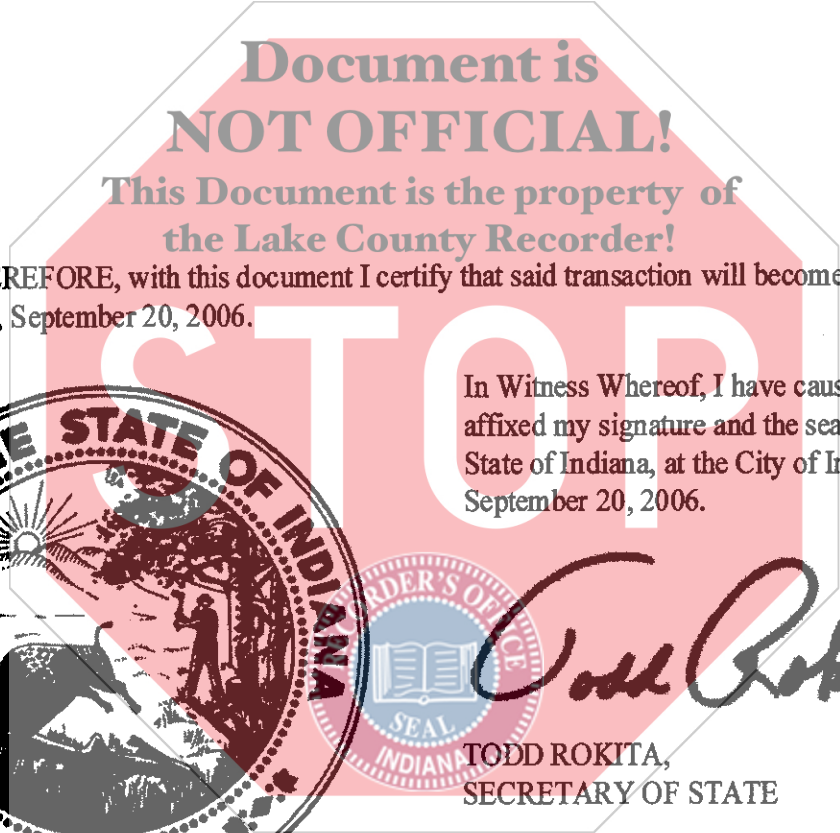 Document is
NOT OFFICIAL!
This Document is the property of
the Lake County Recorder!
REFORE, with this document I certify that said transaction will become
September 20, 2006.
STOP
In Witness Whereof, I have caus
affixed my signature and the sea
State of Indiana, at the City of In
September 20, 2006.
E STATE OF INDIANA
RECORDER'S OFFICE
SEAL
INDIANA
Todd Rok
TODD ROKITA,
SECRETARY OF STATE